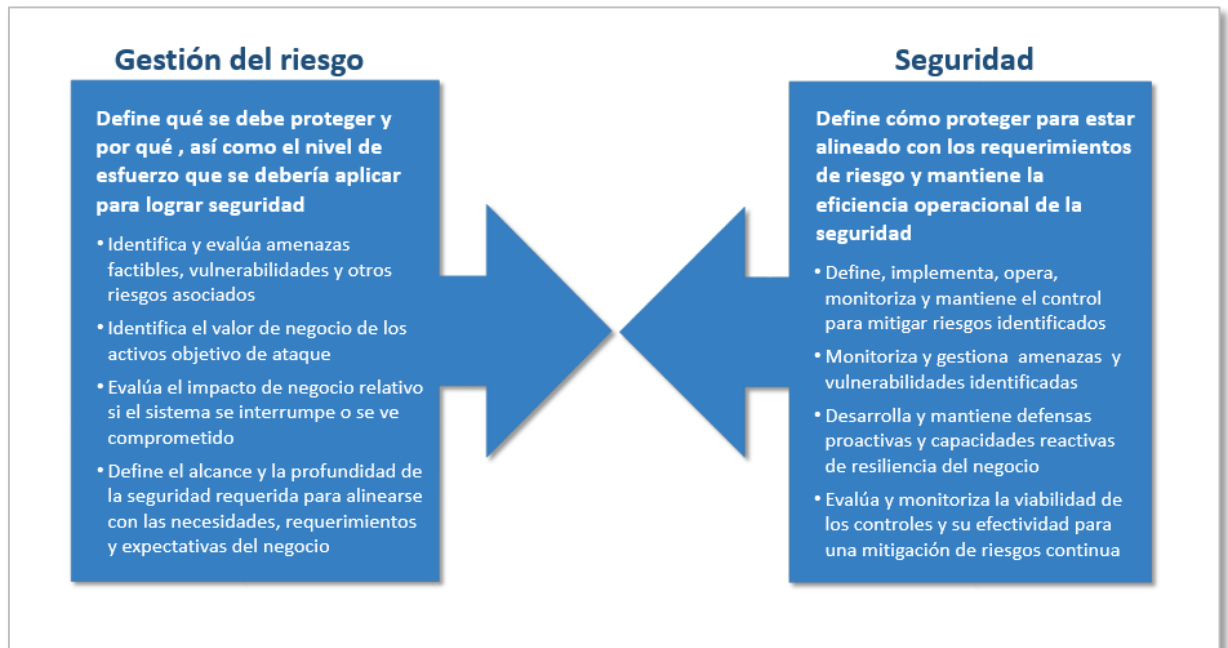 Gestión del riesgo
Define qué se debe proteger y
por qué , así como el nivel de
esfuerzo que se debería aplicar
para lograr seguridad
• Identifica y evalúa amenazas
factibles, vulnerabilidades y otros
riesgos asociados
• Identifica el valor de negocio de los
activos objetivo de ataque
• Evalúa el impacto de negocio relativo
si el sistema se interrumpe o se ve
comprometido
• Define el alcance y la profundidad de
la seguridad requerida para alinearse
con las necesidades, requerimientos
y expectativas del negocio
Seguridad
Define cómo proteger para estar
alineado con los requerimientos
de riesgo y mantiene la
eficiencia operacional de la
seguridad
• Define, implementa, opera,
monitoriza y mantiene el control
para mitigar riesgos identificados
• Monitoriza y gestiona amenazas y
vulnerabilidades identificadas
• Desarrolla y mantiene defensas
proactivas y capacidades reactivas
de resiliencia del negocio
• Evalúa y monitoriza la viabilidad de
los controles y su efectividad para
una mitigación de riesgos continua